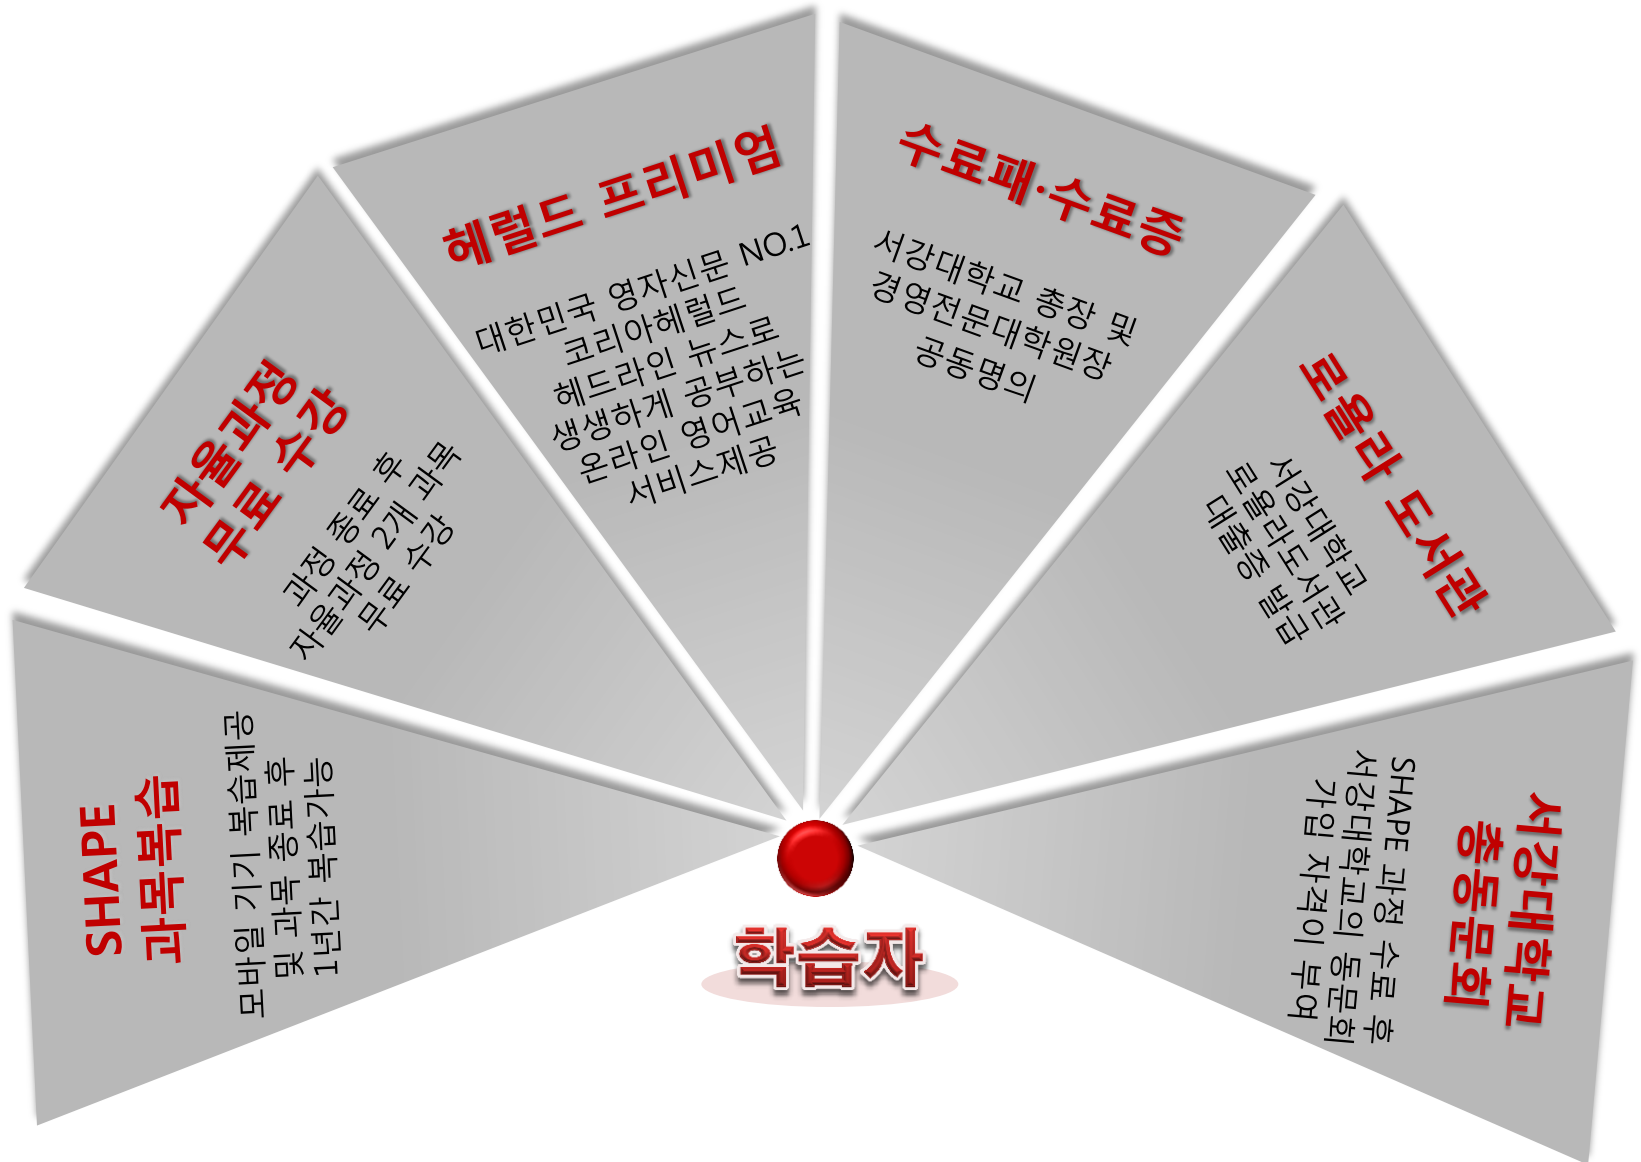 SHAPE
과목복습
모바일 기기 복습제공
및 과목 종료 후
1년간 복습가능
자율과정
무료 수강
과정 종료 후
자율과정 2개 과목
무료 수강
헤럴드 프리미엄
대한민국 영자신문 NO.1
코리아헤럴드
헤드라인 뉴스로
생생하게 공부하는
온라인 영어교육
서비스제공
수료패·수료증
서강대학교 총장 및
경영전문대학원장
공동명의
로욜라 도서관
서강대학교
로욜라도서관
대출증 발급
서강대학교
총동문회
SHAPE 과정 수료 후
서강대학교의 동문회
가입 자격이 부여
학습자